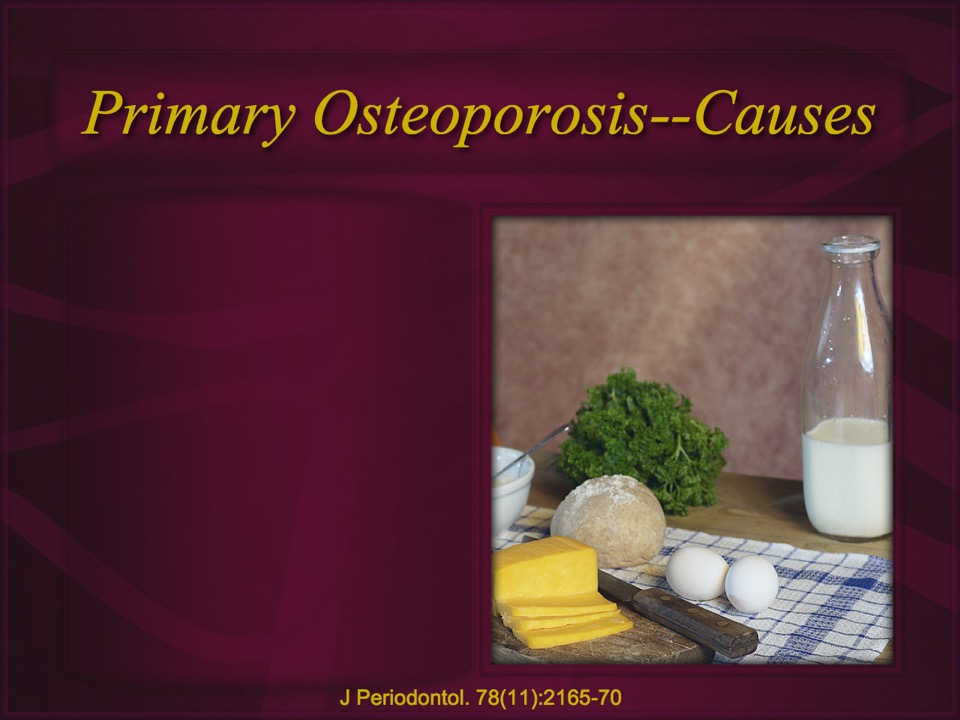 Primary Osteoporosis--Causes
J Periodontol. 78(11):2165-70